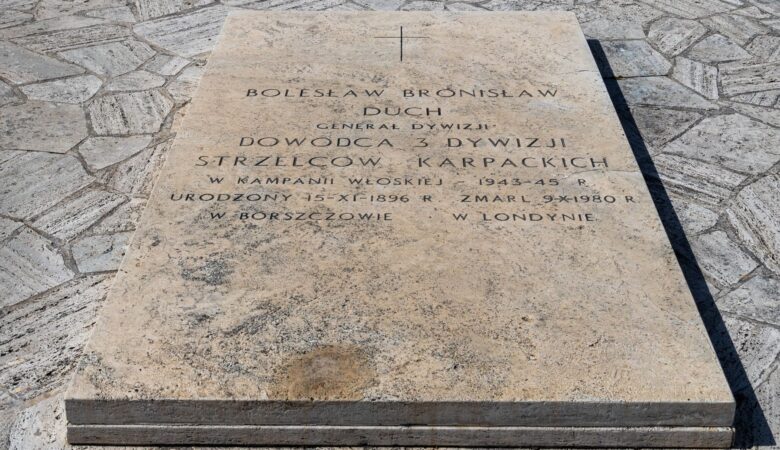 BOLESŁAW BRONISŁAW
DUCH
GENERAŁ DYWIZJI
DOWÓDCA 3 DYWIZJI
STRZELCÓW KARPACKICH
W KAMPANII WŁOSKIEJ 1943-45 R.
URODZONY 15-XI-1896 R. ZMARŁ 9-X-1980 R.
W BORSZCZOWIE W LONDYNIE